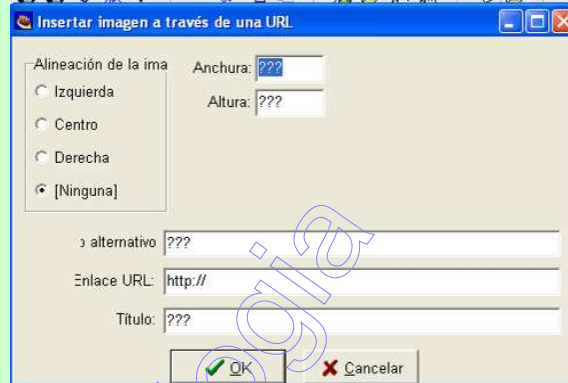 Insertar imagen a través de una URL
Alineación de la ima
Izquierda
Centro
Derecha
[Ninguna]
Anchura: ???
Altura: ???
alternativo ???
Enlace URL: http://
Título: ???
OK Cancelar
gia